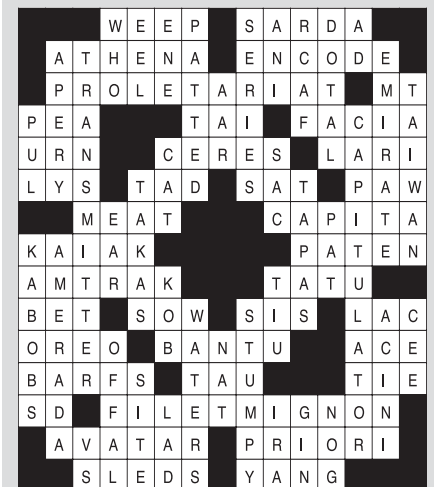 WEEP SARDA
ATHENA ENCODE
PROLETARIAT MT
PEA TAI FACIA
URN CERES LARI
LYS TAD SAT PAW
MEAT CAPITA
KAIAK PATEN
AMTRAK TATU
BET SOW SIS LAC
OREO BANTU ACE
BARFS TAU TIE
SD FILETMIGNON
AVATAR PRIORI
SLEDS YANG